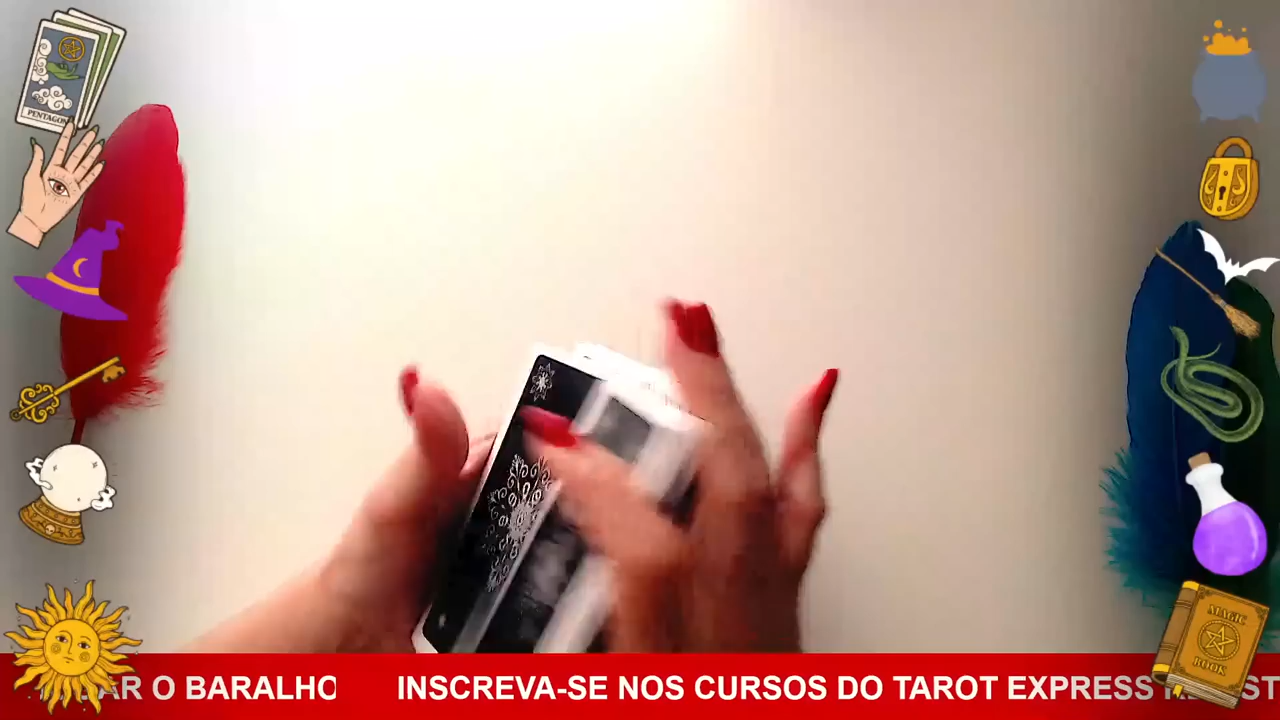 PENTAGON
MAGIC
BOOK
AR O BARALHO INSCREVA-SE NOS CURSOS DO TAROT EXPRESS